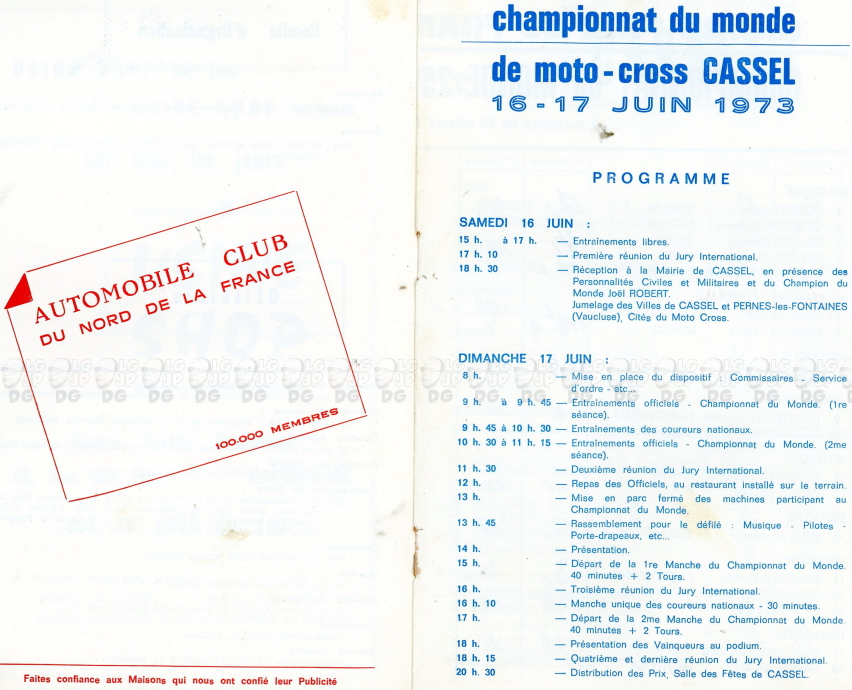 AUTOMOBILE CLUB
DU NORD DE LA FRANCE
100.000 MEMBRES
Faites confiance aux Maisons qui nous ont confié leur Publicité
championnat du monde
de moto-cross CASSEL
16-17 JUIN 1973
PROGRAMME
SAMEDI 16 JUIN :
15 h. à 17 h. — Entraînements libres.
17 h. 10 — Première réunion du Jury International.
18 h. 30 — Réception à la Mairie de CASSEL, en présence des
Personnalités Civiles et Militaires et du Champion du
Monde Joël ROBERT.
Jumelage des Villes de CASSEL et PERNES-les-FONTAINES
(Vaucluse), Cités du Moto Cross.
DIMANCHE 17 JUIN :
8 h. — Mise en place du dispositif : Commissaires - Service
d'ordre - etc...
9 h. à 9 h. 45 — Entraînements officiels - Championnat du Monde. (1re
séance).
9 h. 45 à 10 h. 30 — Entraînements des coureurs nationaux.
10 h. 30 à 11 h. 15 — Entraînements officiels - Championnat du Monde. (2me
séance).
11 h. 30 — Deuxième réunion du Jury International.
12 h. — Repas des Officiels, au restaurant installé sur le terrain.
13 h. — Mise en parc fermé des machines participant au
Championnat du Monde.
13 h. 45 — Rassemblement pour le défilé : Musique - Pilotes -
Porte-drapeaux, etc...
14 h. — Présentation.
15 h. — Départ de la 1re Manche du Championnat du Monde.
40 minutes + 2 Tours.
16 h. — Troisième réunion du Jury International.
16 h. 10 — Manche unique des coureurs nationaux - 30 minutes.
17 h. — Départ de la 2me Manche du Championnat du Monde.
40 minutes + 2 Tours.
18 h. — Présentation des Vainqueurs au podium.
18 h. 15 — Quatrième et dernière réunion du Jury International.
20 h. 30 — Distribution des Prix, Salle des Fêtes de CASSEL.